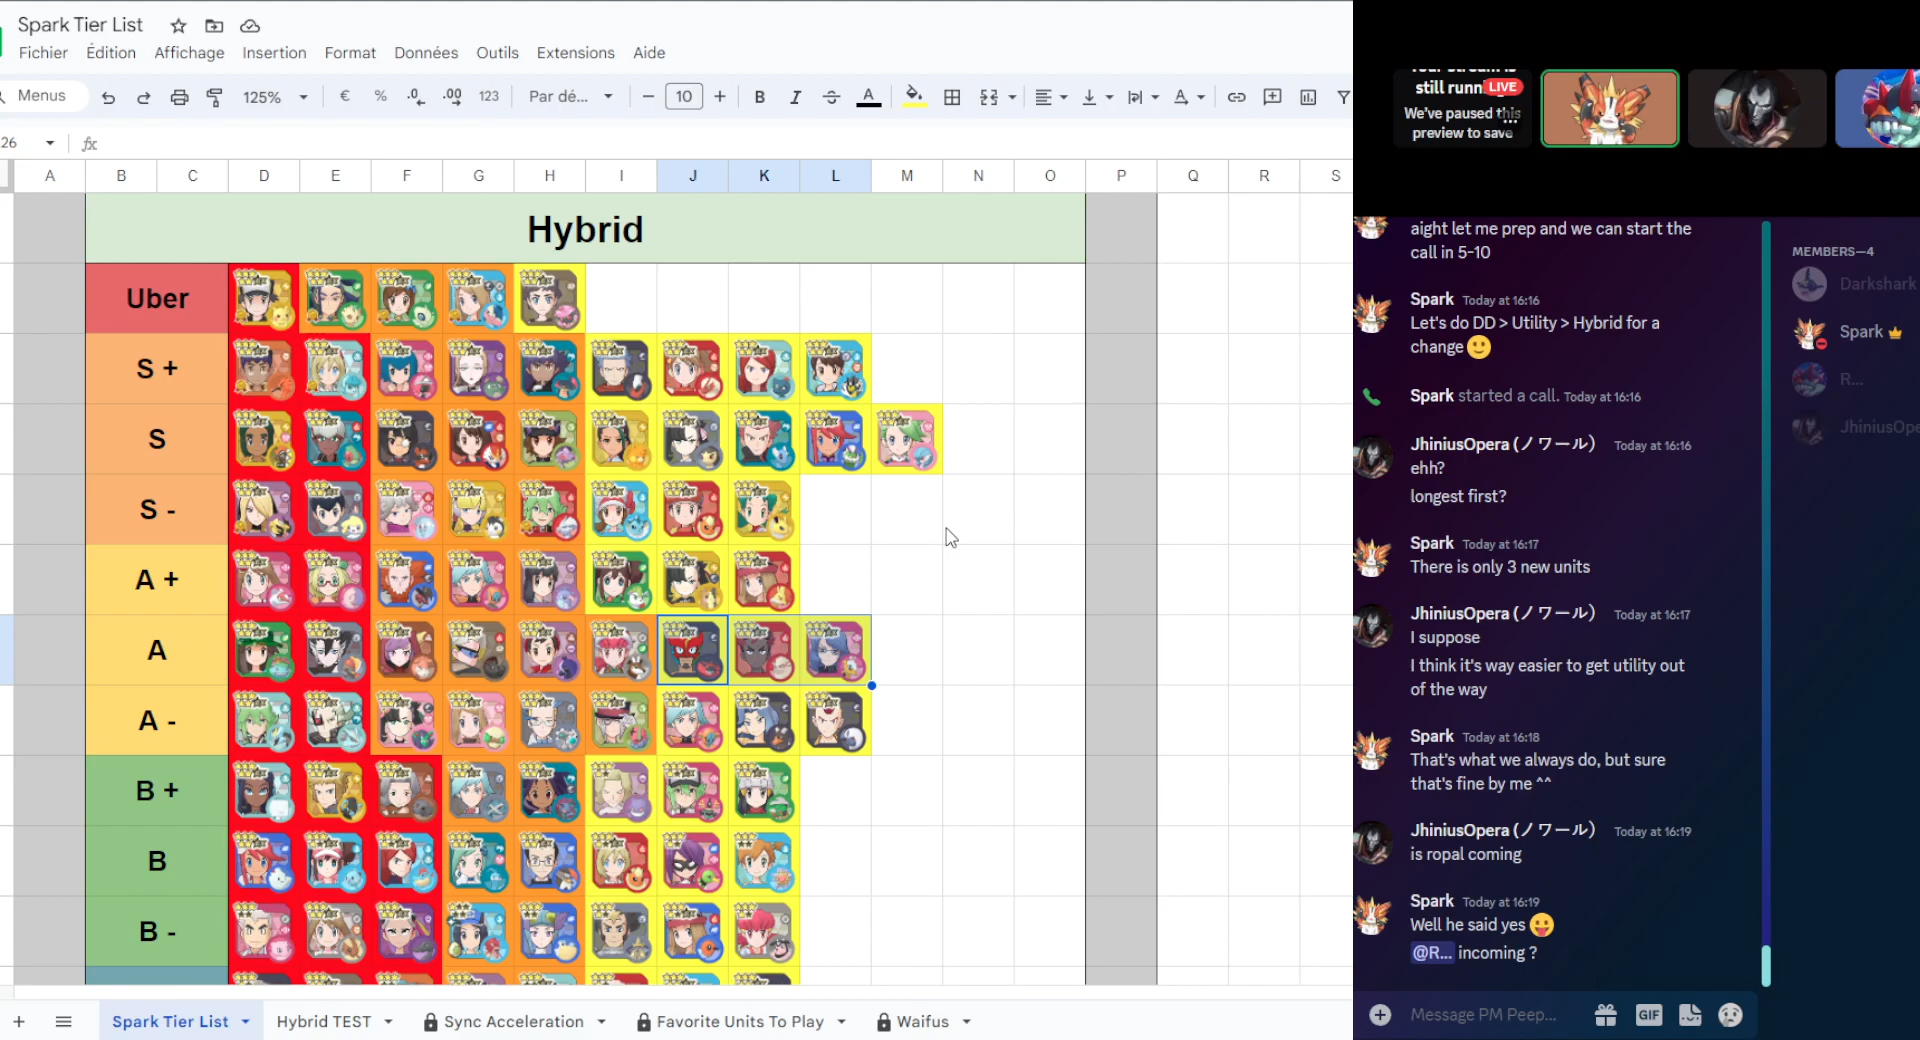 Spark Tier List
Fichier Édition Affichage Insertion Format Données Outils Extensions Aide
Menus 125% € % .0 .00 123 Par dé... 10 B I S A
26 fx
A B C D E F G H I J K L M N O P Q R S
Hybrid
Uber
S +
S
S -
A +
A
A -
B +
B
B -
Spark Tier List Hybrid TEST Sync Acceleration Favorite Units To Play Waifus
still runn LIVE
We've paused this
preview to save
aight let me prep and we can start the
call in 5-10
Spark Today at 16:16
Let's do DD > Utility > Hybrid for a
change 🙂
Spark started a call. Today at 16:16
JhiniusOpera (ノワール) Today at 16:16
ehh?
longest first?
Spark Today at 16:17
There is only 3 new units
JhiniusOpera (ノワール) Today at 16:17
I suppose
I think it's way easier to get utility out
of the way
Spark Today at 16:18
That's what we always do, but sure
that's fine by me ^^
JhiniusOpera (ノワール) Today at 16:19
is ropal coming
Spark Today at 16:19
Well he said yes 😛
@R... incoming ?
Message PM Peep... GIF
MEMBERS—4
Darkshark
Spark
R...
JhiniusOpe